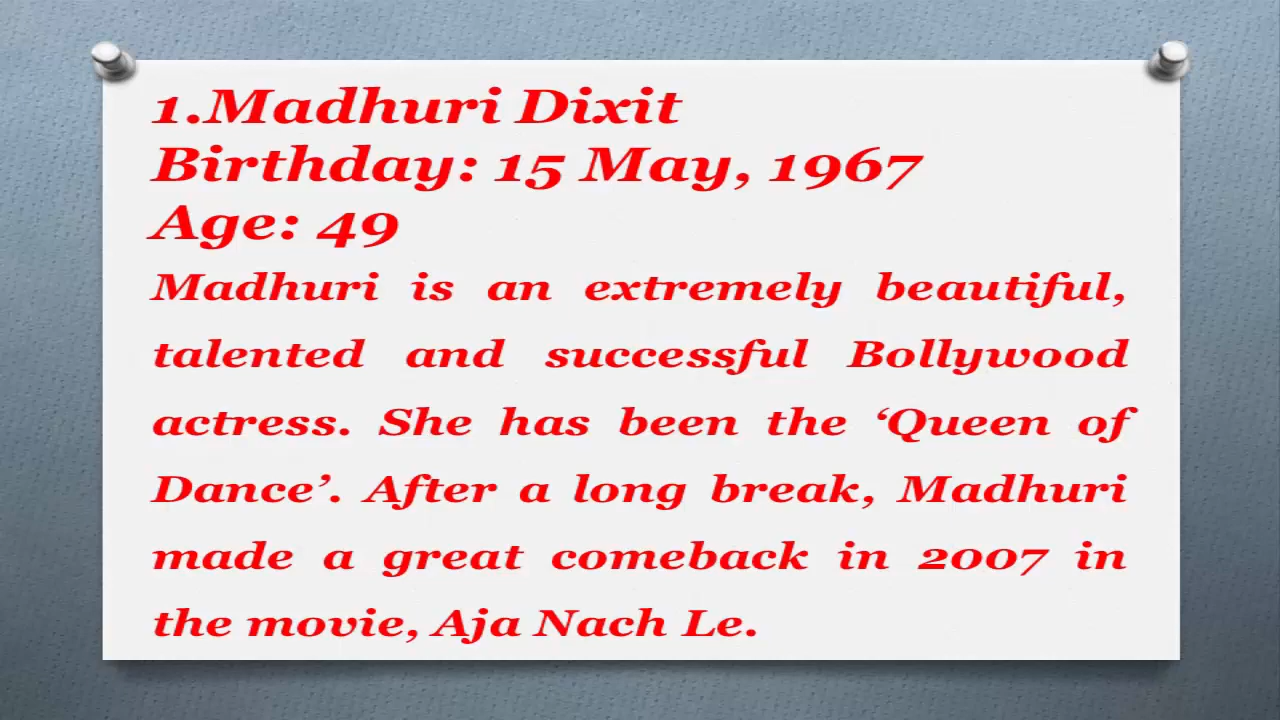 1.Madhuri Dixit
Birthday: 15 May, 1967
Age: 49
Madhuri is an extremely beautiful,
talented and successful Bollywood
actress. She has been the ‘Queen of
Dance’. After a long break, Madhuri
made a great comeback in 2007 in
the movie, Aja Nach Le.